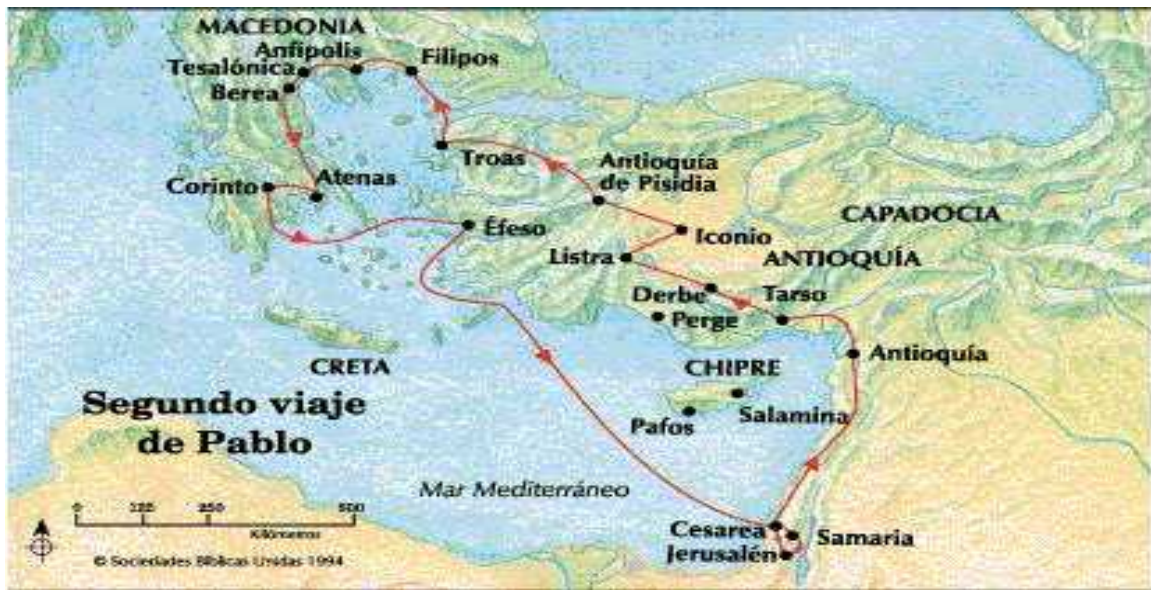 MACEDONIA
Anfípolis
Tesalónica
Filipos
Berea
Troas
Antioquía
de Pisidia
Corinto
Atenas
CAPADOCIA
Éfeso
Iconio
Listra
ANTIOQUÍA
Derbe
Tarso
Perge
Antioquía
CRETA
CHIPRE
Segundo viaje
de Pablo
Salamina
Pafos
Mar Mediterráneo
0 125 250 500
Kilómetros
Cesarea
Samaria
Jerusalén
© Sociedades Bíblicas Unidas 1994